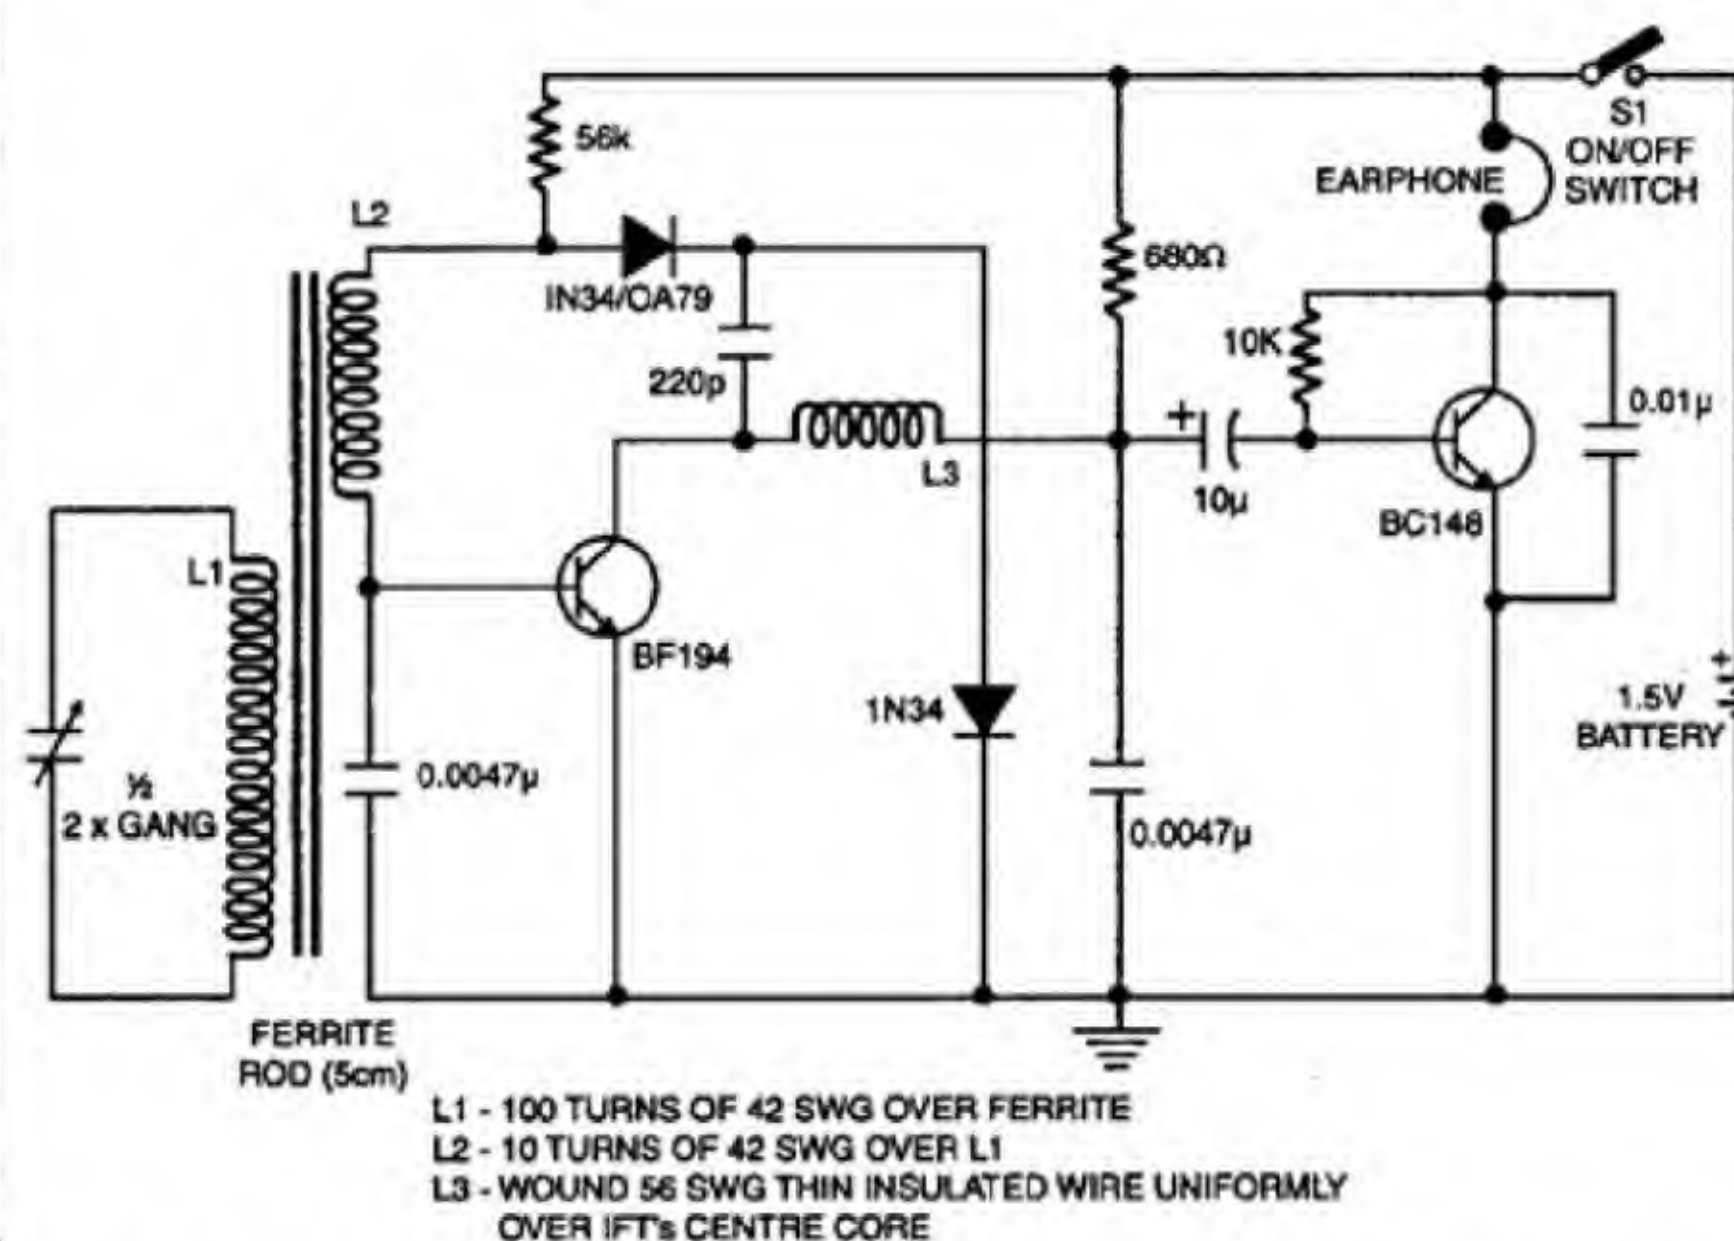 56k
S1
ON/OFF
SWITCH
EARPHONE
L2
680Ω
IN34/OA79
10K
220p
0.01µ
L3
10µ
BC148
L1
BF194
1N34
+
+
1.5V
BATTERY
½
2 x GANG
0.0047µ
0.0047µ
FERRITE
ROD (5cm)
L1 - 100 TURNS OF 42 SWG OVER FERRITE
L2 - 10 TURNS OF 42 SWG OVER L1
L3 - WOUND 56 SWG THIN INSULATED WIRE UNIFORMLY
OVER IFT's CENTRE CORE